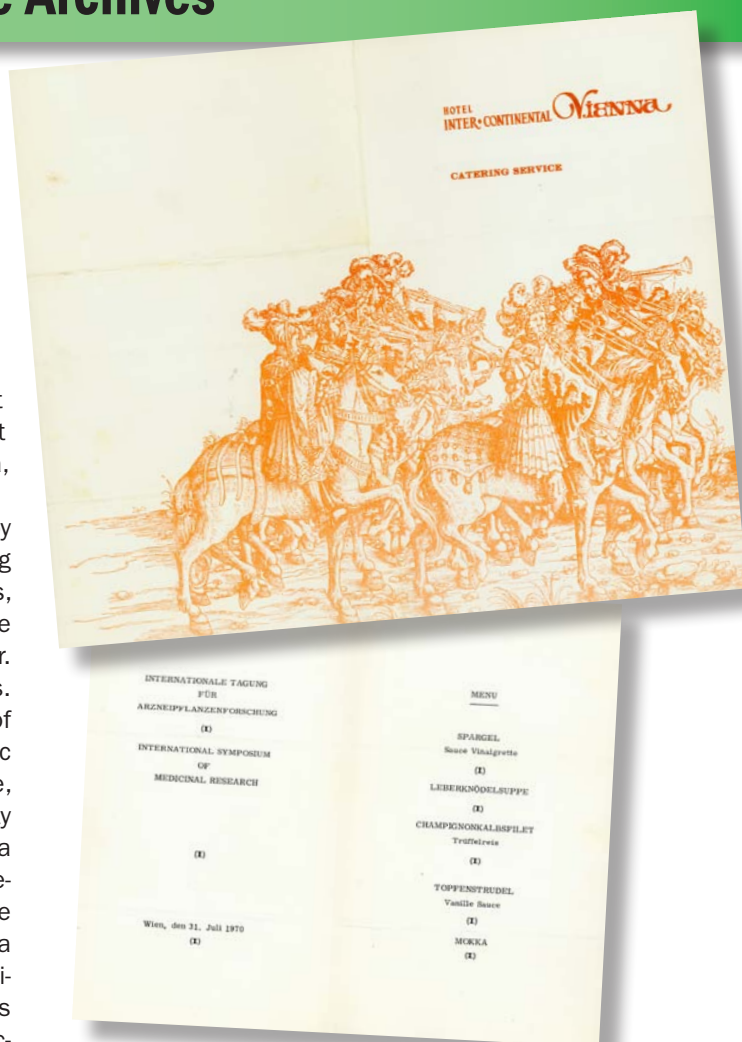 Archives
HOTEL
INTER•CONTINENTAL VIENNA
CATERING SERVICE
of
INTERNATIONALE TAGUNG
FÜR
ARZNEIPFLANZENFORSCHUNG
INTERNATIONAL SYMPOSIUM
OF
MEDICINAL RESEARCH
Wien, den 31. Juli 1970
MENU
SPARGEL
Sauce Vinaigrette
LEBERKNÖDELSUPPE
CHAMPIGNONKALBSFILET
Trüffelreis
TOPFENSTRUDEL
Vanille Sauce
MOKKA